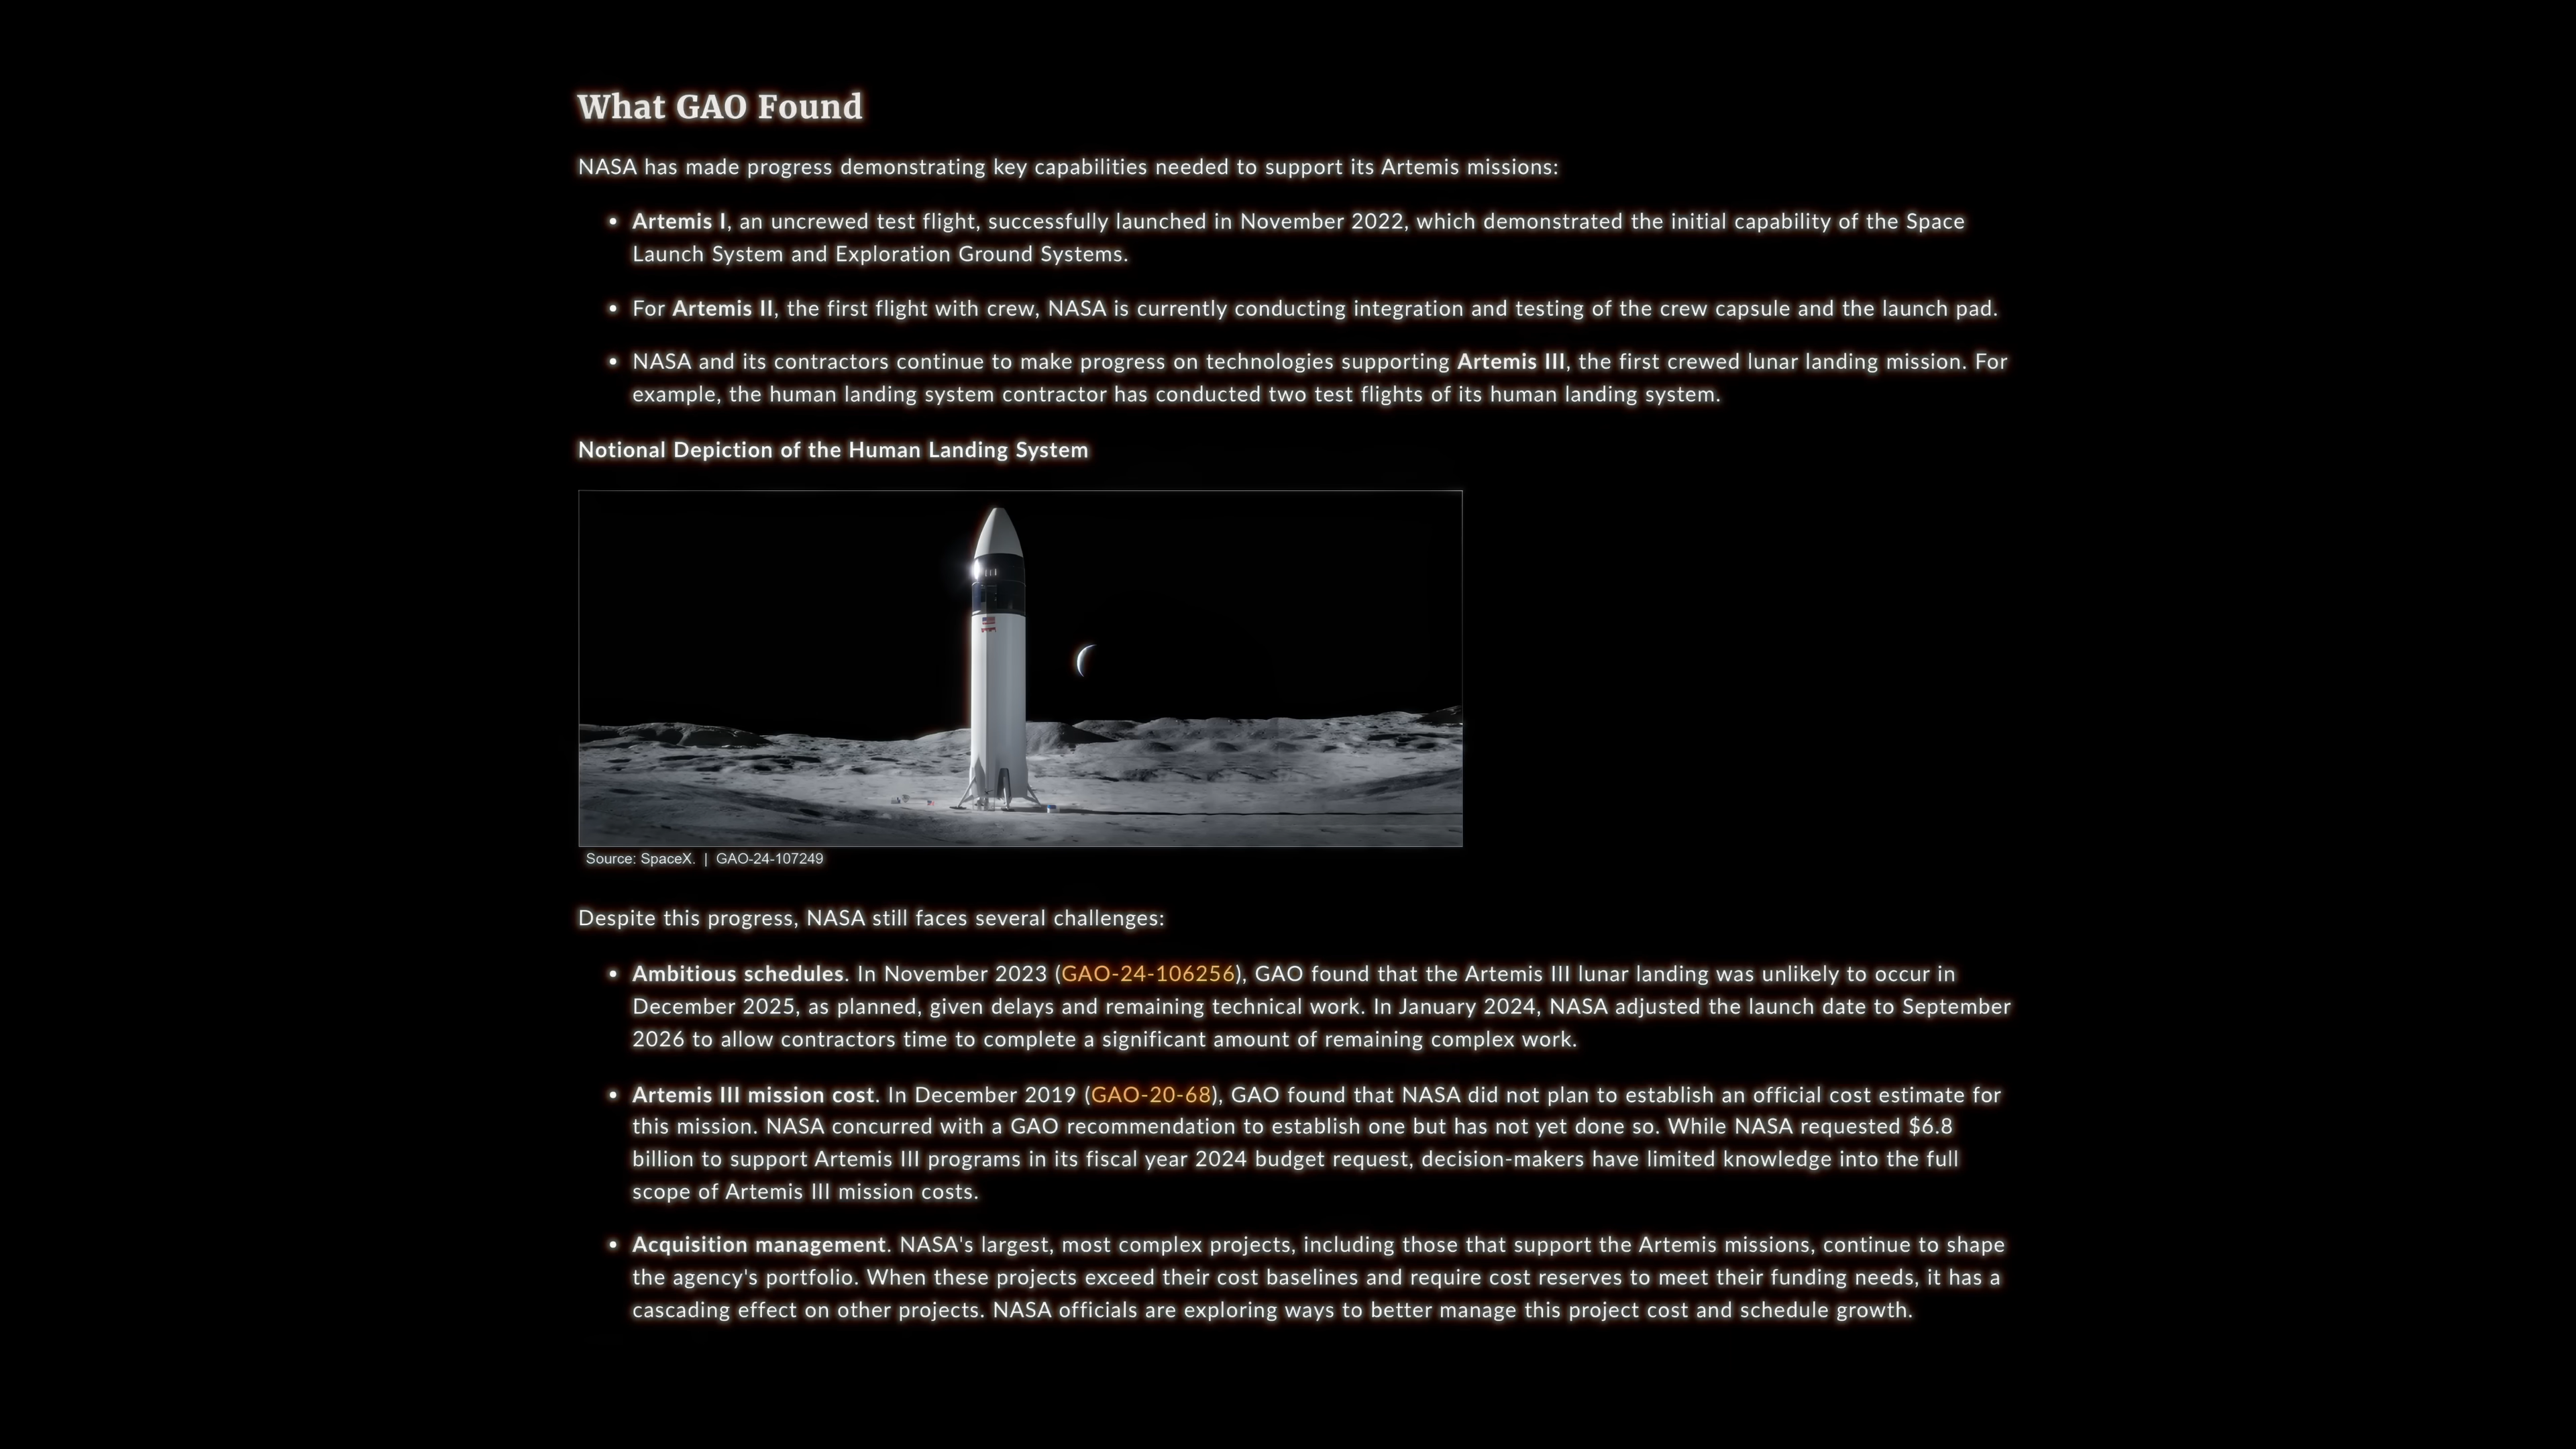 What GAO Found
NASA has made progress demonstrating key capabilities needed to support its Artemis missions:
• Artemis I, an uncrewed test flight, successfully launched in November 2022, which demonstrated the initial capability of the Space
Launch System and Exploration Ground Systems.
• For Artemis II, the first flight with crew, NASA is currently conducting integration and testing of the crew capsule and the launch pad.
• NASA and its contractors continue to make progress on technologies supporting Artemis III, the first crewed lunar landing mission. For
example, the human landing system contractor has conducted two test flights of its human landing system.
Notional Depiction of the Human Landing System
Source: SpaceX. | GAO-24-107249
Despite this progress, NASA still faces several challenges:
• Ambitious schedules. In November 2023 (GAO-24-106256), GAO found that the Artemis III lunar landing was unlikely to occur in
December 2025, as planned, given delays and remaining technical work. In January 2024, NASA adjusted the launch date to September
2026 to allow contractors time to complete a significant amount of remaining complex work.
• Artemis III mission cost. In December 2019 (GAO-20-68), GAO found that NASA did not plan to establish an official cost estimate for
this mission. NASA concurred with a GAO recommendation to establish one but has not yet done so. While NASA requested $6.8
billion to support Artemis III programs in its fiscal year 2024 budget request, decision-makers have limited knowledge into the full
scope of Artemis III mission costs.
• Acquisition management. NASA's largest, most complex projects, including those that support the Artemis missions, continue to shape
the agency's portfolio. When these projects exceed their cost baselines and require cost reserves to meet their funding needs, it has a
cascading effect on other projects. NASA officials are exploring ways to better manage this project cost and schedule growth.